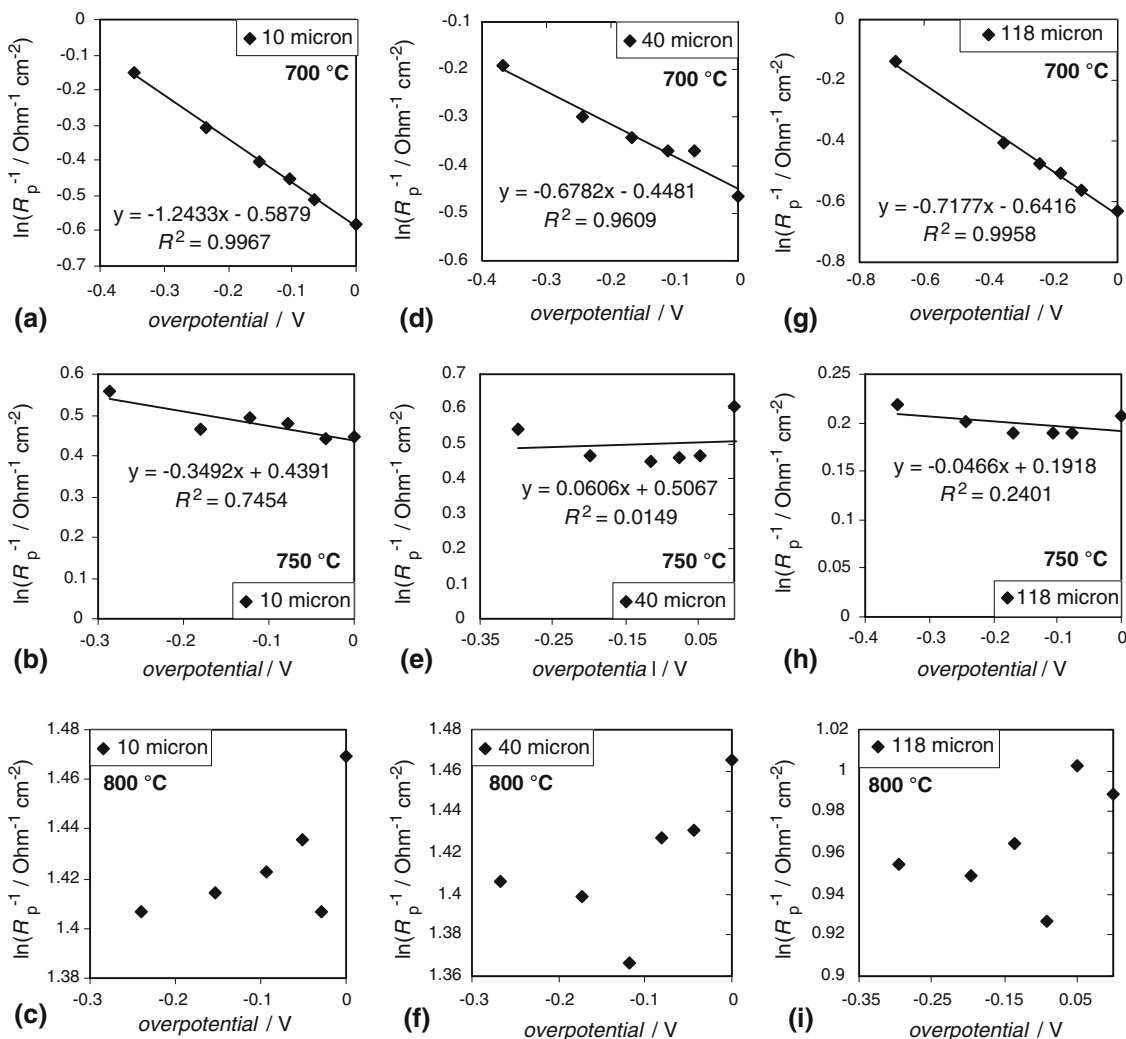 0
10 micron
-0.1
700 °C
-0.2
-0.3
-0.4
-0.5
-0.6
-0.7
ln(R p -1 / Ohm-1 cm-2)
y = -1.2433x - 0.5879
R2 = 0.9967
-0.4 -0.3 -0.2 -0.1 0
(a) overpotential / V
-0.1
40 micron
700 °C
-0.2
-0.3
-0.4
-0.5
-0.6
ln(R p -1 / Ohm-1 cm-2)
y = -0.6782x - 0.4481
R2 = 0.9609
-0.4 -0.3 -0.2 -0.1 0
(d) overpotential / V
0
118 micron
700 °C
-0.2
-0.4
-0.6
-0.8
ln(R p -1 / Ohm-1 cm-2)
y = -0.7177x - 0.6416
R2 = 0.9958
-0.8 -0.6 -0.4 -0.2 0
(g) overpotential / V
0.6
0.5
0.4
0.3
0.2
0.1
0
ln(R p -1 / Ohm-1 cm-2)
y = -0.3492x + 0.4391
R2 = 0.7454
750 °C
10 micron
-0.3 -0.2 -0.1 0
(b) overpotential / V
0.7
0.6
0.5
0.4
0.3
0.2
0.1
0
ln(R p -1 / Ohm-1 cm-2)
y = 0.0606x + 0.5067
R2 = 0.0149
750 °C
40 micron
-0.35 -0.25 -0.15 0.05
(e) overpotentia l / V
0.25
0.2
0.15
0.1
0.05
0
ln(R p -1 / Ohm-1 cm-2)
y = -0.0466x + 0.1918
R2 = 0.2401
750 °C
118 micron
-0.4 -0.3 -0.2 -0.1 0
(h) overpotential / V
1.48
10 micron
800 °C
1.46
1.44
1.42
1.4
1.38
ln(R p -1 / Ohm-1 cm-2)
-0.3 -0.2 -0.1 0
(c) overpotential / V
1.48
40 micron
800 °C
1.46
1.44
1.42
1.4
1.38
1.36
ln(R p -1 / Ohm-1 cm-2)
-0.3 -0.2 -0.1 0
(f) overpotential / V
1.02
118 micron
800 °C
1
0.98
0.96
0.94
0.92
0.9
ln(R p -1 / Ohm-1 cm-2)
-0.35 -0.25 -0.15 0.05
(i) overpotential / V